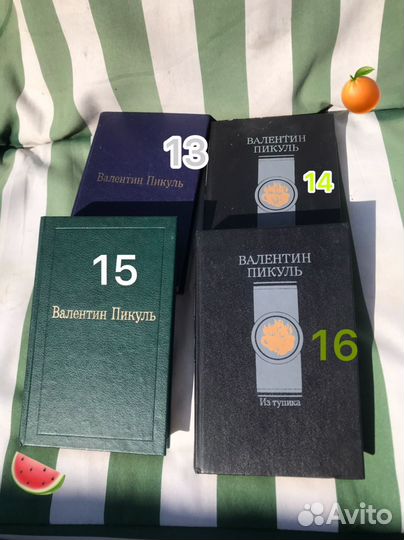 13
Валентин Пикуль
ВАЛЕНТИН
ПИКУЛЬ
14
15
Валентин Пикуль
ВАЛЕНТИН
ПИКУЛЬ
16
Из тупика
Avito